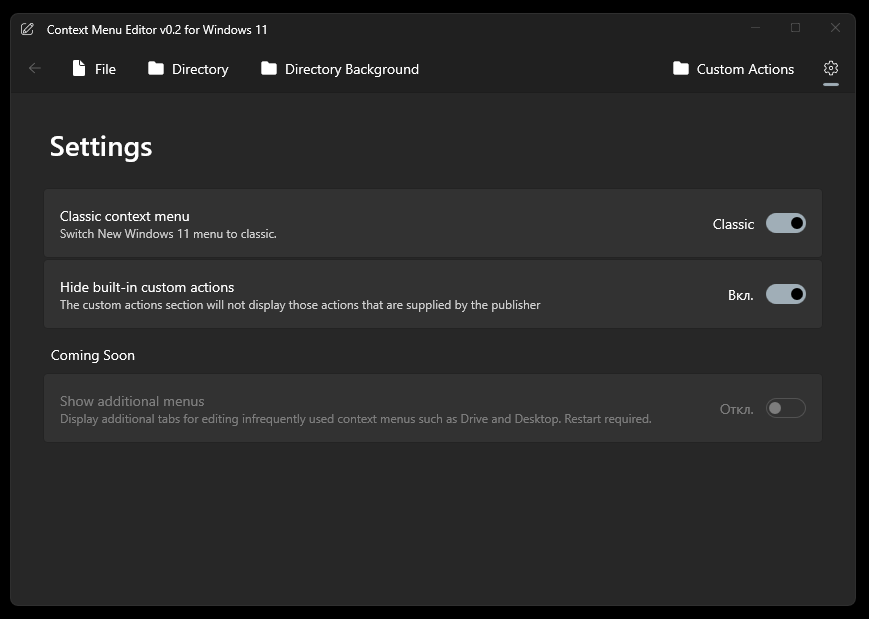 Context Menu Editor v0.2 for Windows 11
File Directory Directory Background Custom Actions
Settings
Classic context menu
Switch New Windows 11 menu to classic.
Classic
Hide built-in custom actions
The custom actions section will not display those actions that are supplied by the publisher
Вкл.
Coming Soon
Show additional menus
Display additional tabs for editing infrequently used context menus such as Drive and Desktop. Restart required.
Откл.